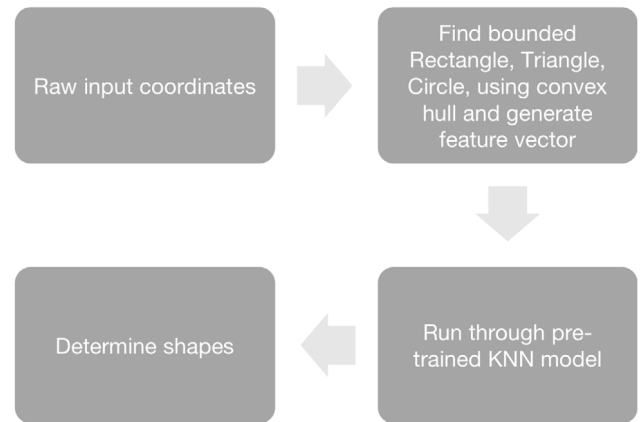 Raw input coordinates
Find bounded
Rectangle, Triangle,
Circle, using convex
hull and generate
feature vector
Run through pre-
trained KNN model
Determine shapes